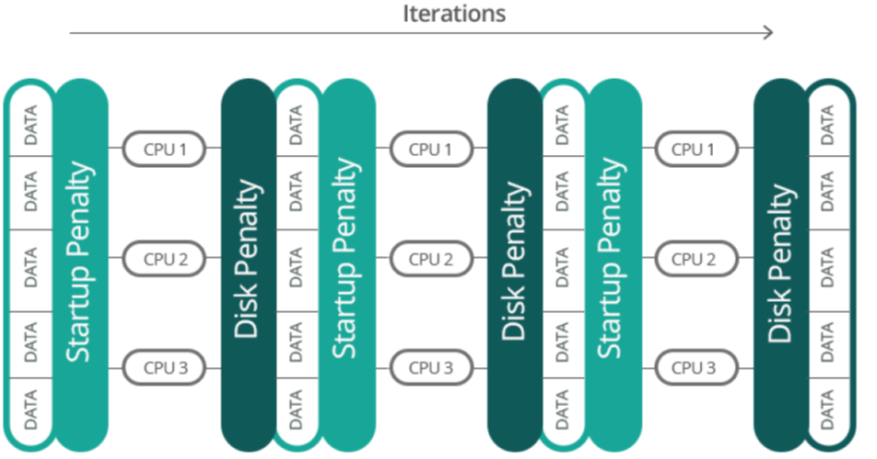 Iterations
DATA
DATA
DATA
DATA
DATA
Startup Penalty
CPU 1
CPU 2
CPU 3
Disk Penalty
DATA
DATA
DATA
DATA
DATA
Startup Penalty
CPU 1
CPU 2
CPU 3
Disk Penalty
DATA
DATA
DATA
DATA
DATA
Startup Penalty
CPU 1
CPU 2
CPU 3
Disk Penalty
DATA
DATA
DATA
DATA
DATA